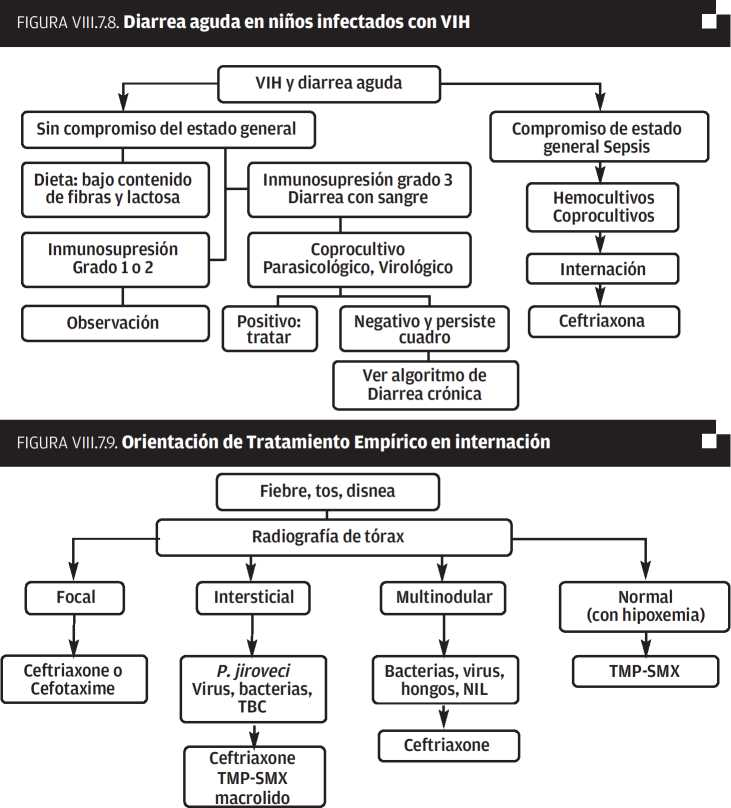 FIGURA VIII.7.8. Diarrea aguda en niños infectados con VIH
VIH y diarrea aguda
Sin compromiso del estado general
Dieta: bajo contenido
de fibras y lactosa
Inmunosupresión
Grado 1 o 2
Observación
Inmunosupresión grado 3
Diarrea con sangre
Coprocultivo
Parasicológico, Virológico
Positivo:
tratar
Negativo y persiste
cuadro
Ver algoritmo de
Diarrea crónica
Compromiso de estado
general Sepsis
Hemocultivos
Coprocultivos
Internación
Ceftriaxona
FIGURA VIII.7.9. Orientación de Tratamiento Empírico en internación
Fiebre, tos, disnea
Radiografía de tórax
Focal
Ceftriaxone o
Cefotaxime
Intersticial
P. jiroveci
Virus, bacterias,
TBC
Ceftriaxone
TMP-SMX
macrolido
Multinodular
Bacterias, virus,
hongos, NIL
Ceftriaxone
Normal
(con hipoxemia)
TMP-SMX